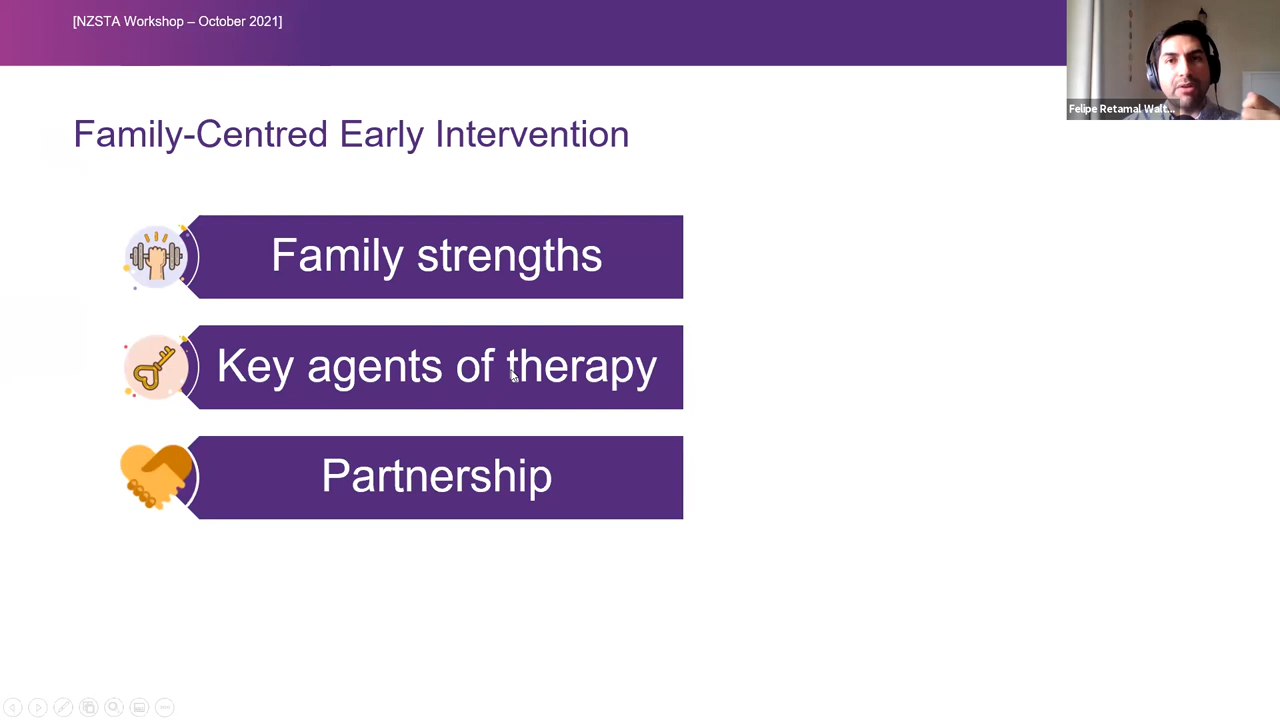 [NZSTA Workshop – October 2021]
Felipe Retamal Walt...
Family-Centred Early Intervention
Family strengths
Key agents of therapy
Partnership